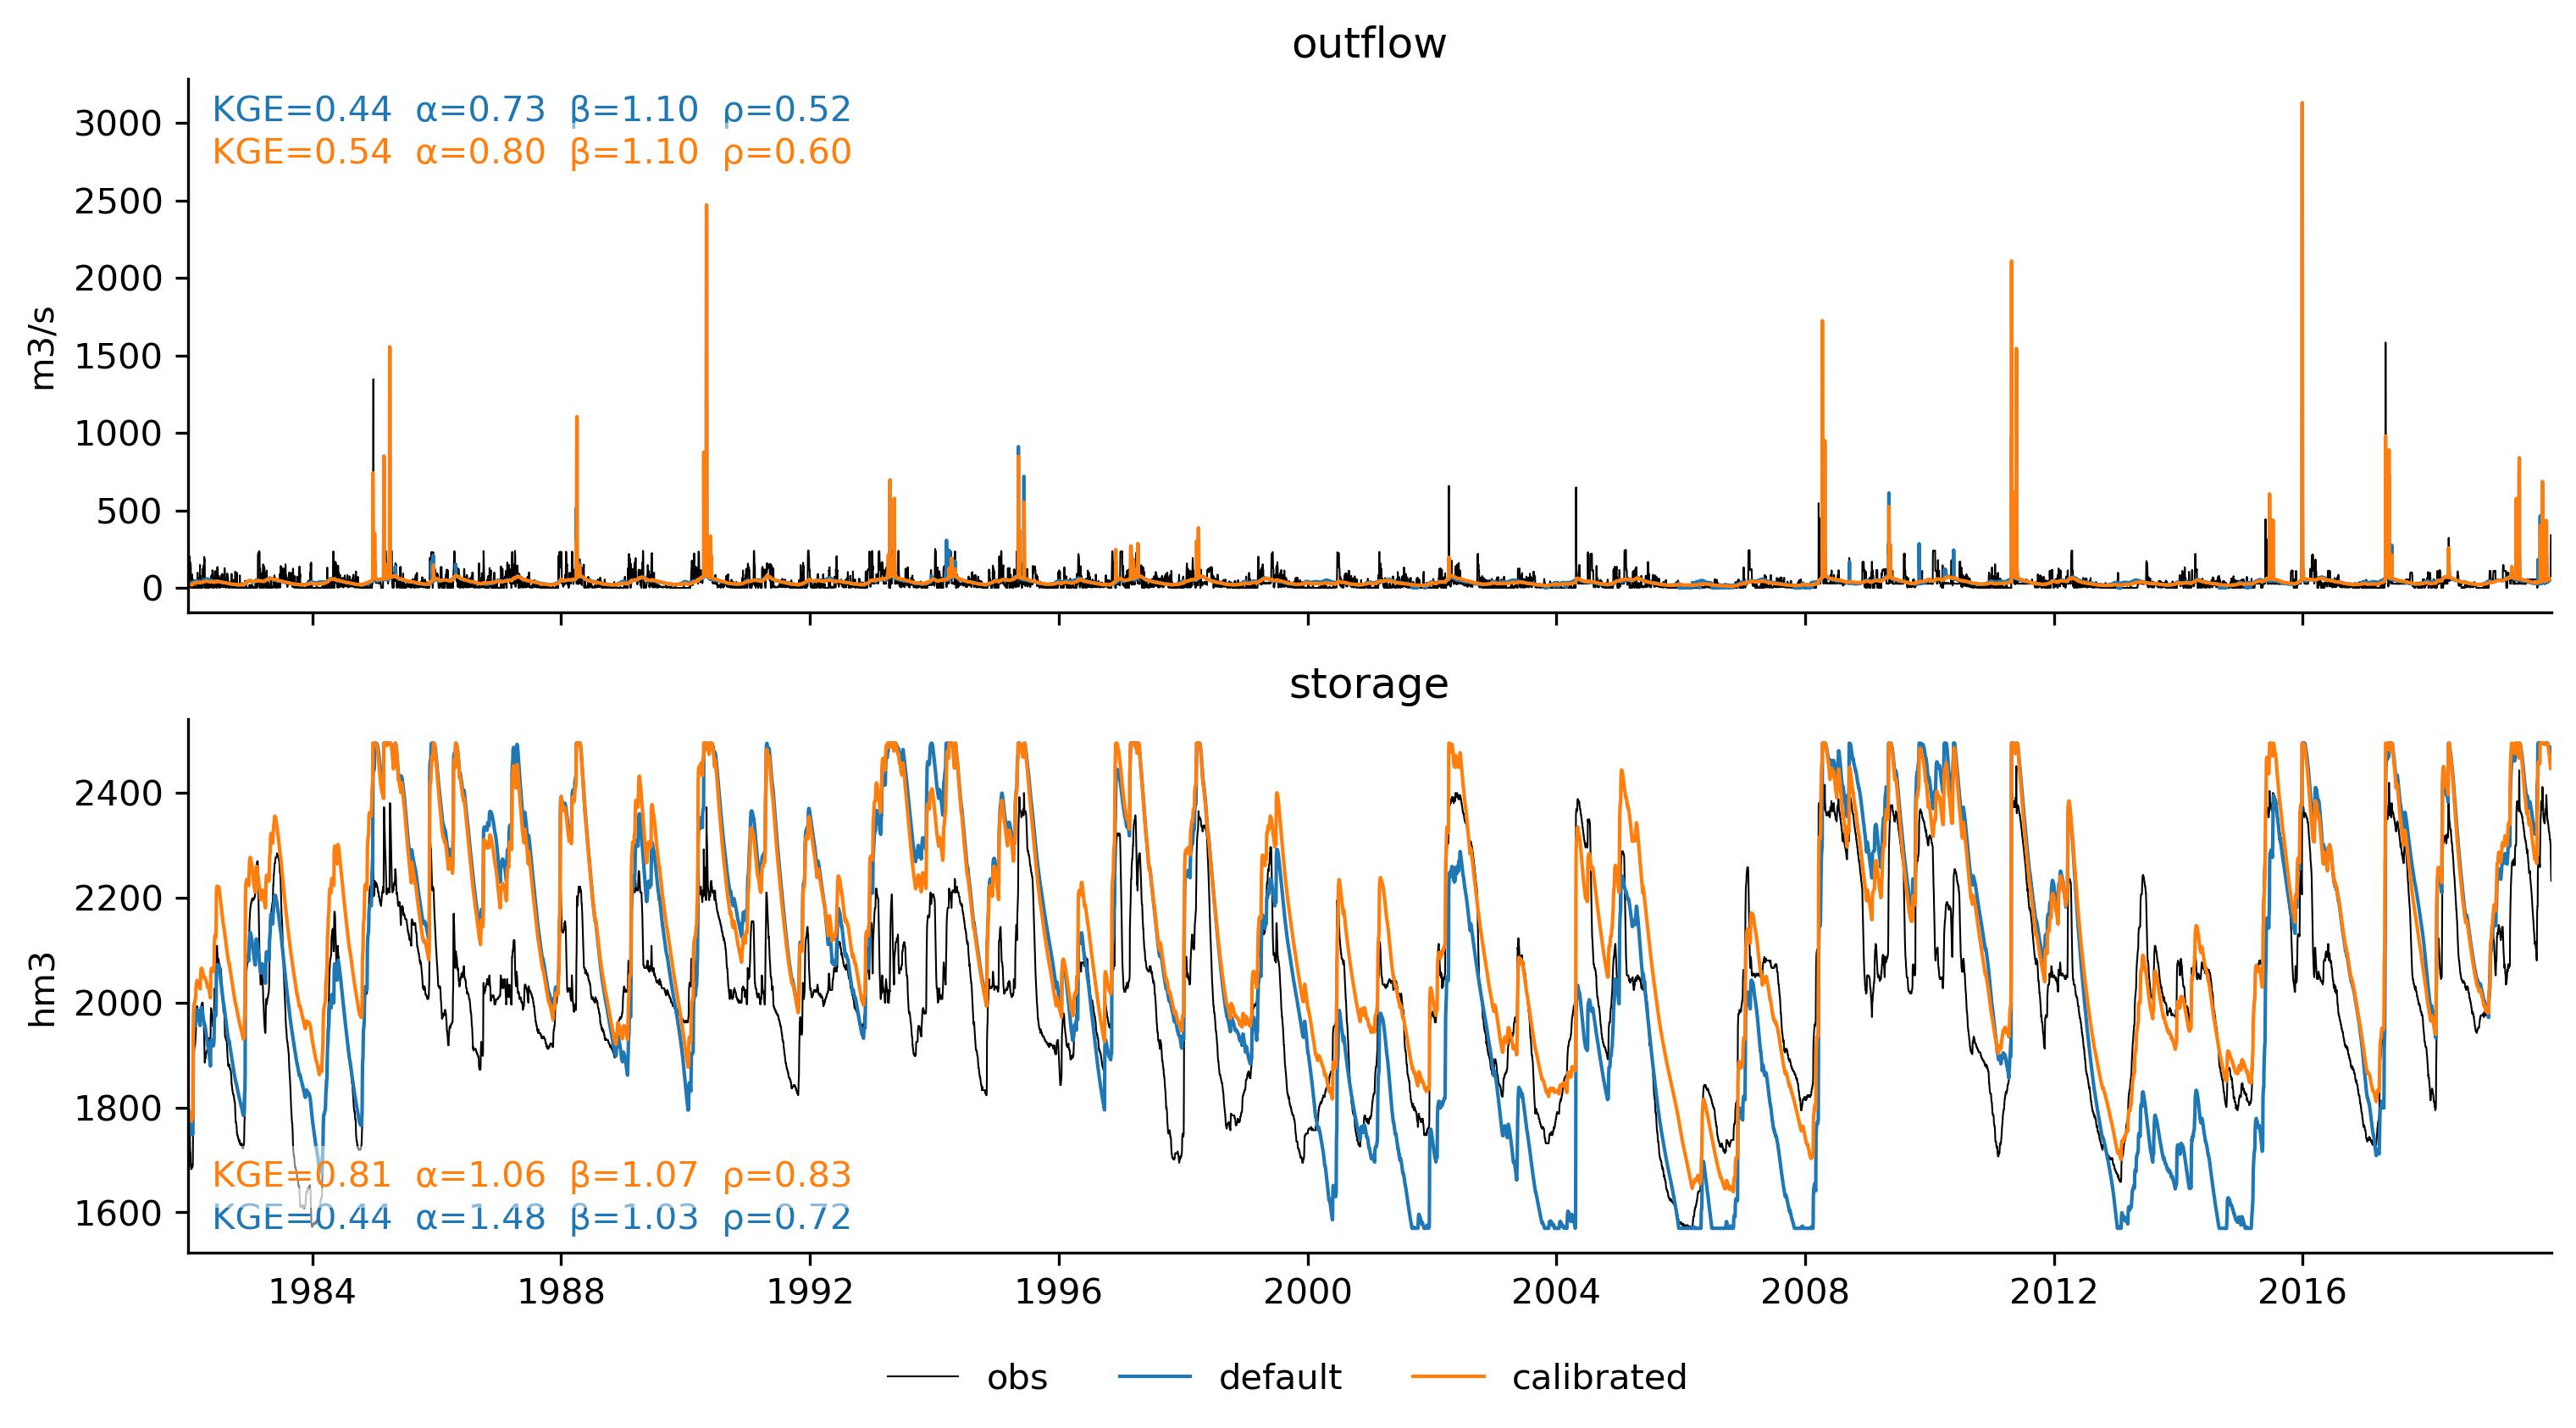 outflow
KGE=0.44 α=0.73 β=1.10 ρ=0.52
KGE=0.54 α=0.80 β=1.10 ρ=0.60
3000
2500
2000
1500
1000
500
0
m3/s
storage
2400
2200
2000
1800
1600
hm3
KGE=0.81 α=1.06 β=1.07 ρ=0.83
KGE=0.44 α=1.48 β=1.03 ρ=0.72
1984 1988 1992 1996 2000 2004 2008 2012 2016
obs default calibrated